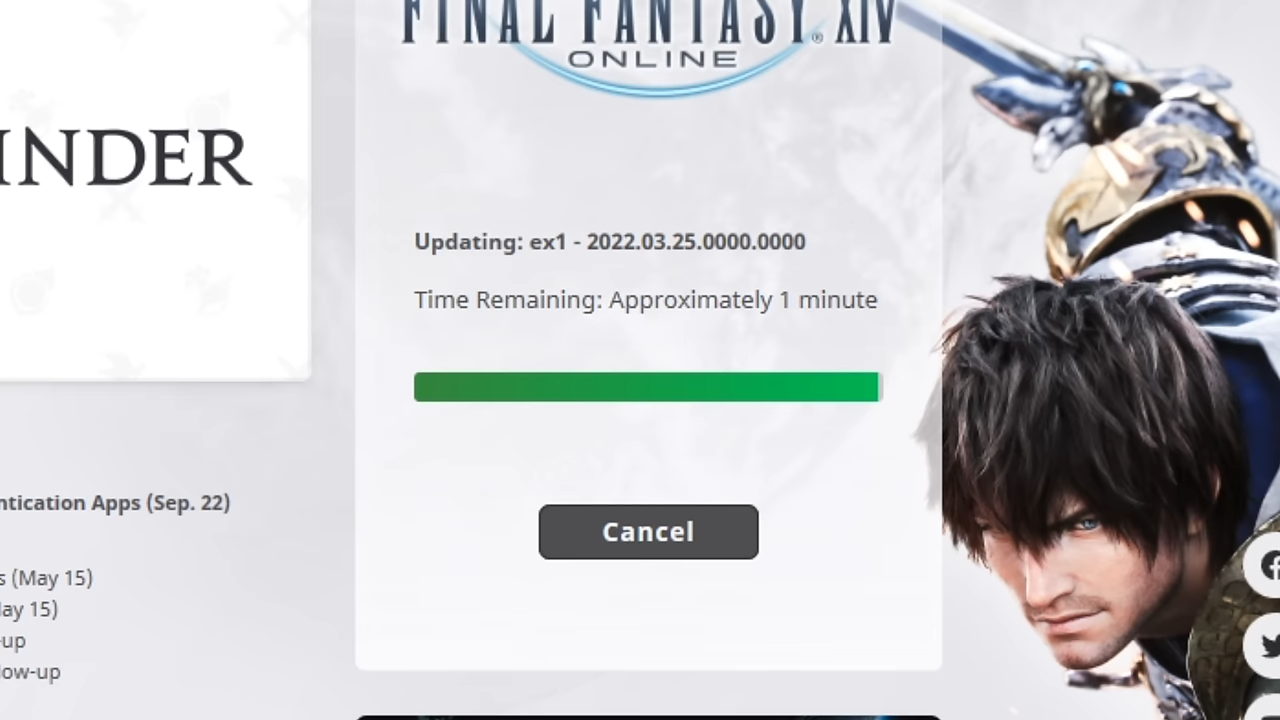 FINAL FANTASY® XIV
ONLINE
INDER
Updating: ex1 - 2022.03.25.0000.0000
Time Remaining: Approximately 1 minute
Cancel
ntication Apps (Sep. 22)
s (May 15)
ay 15)
-up
low-up